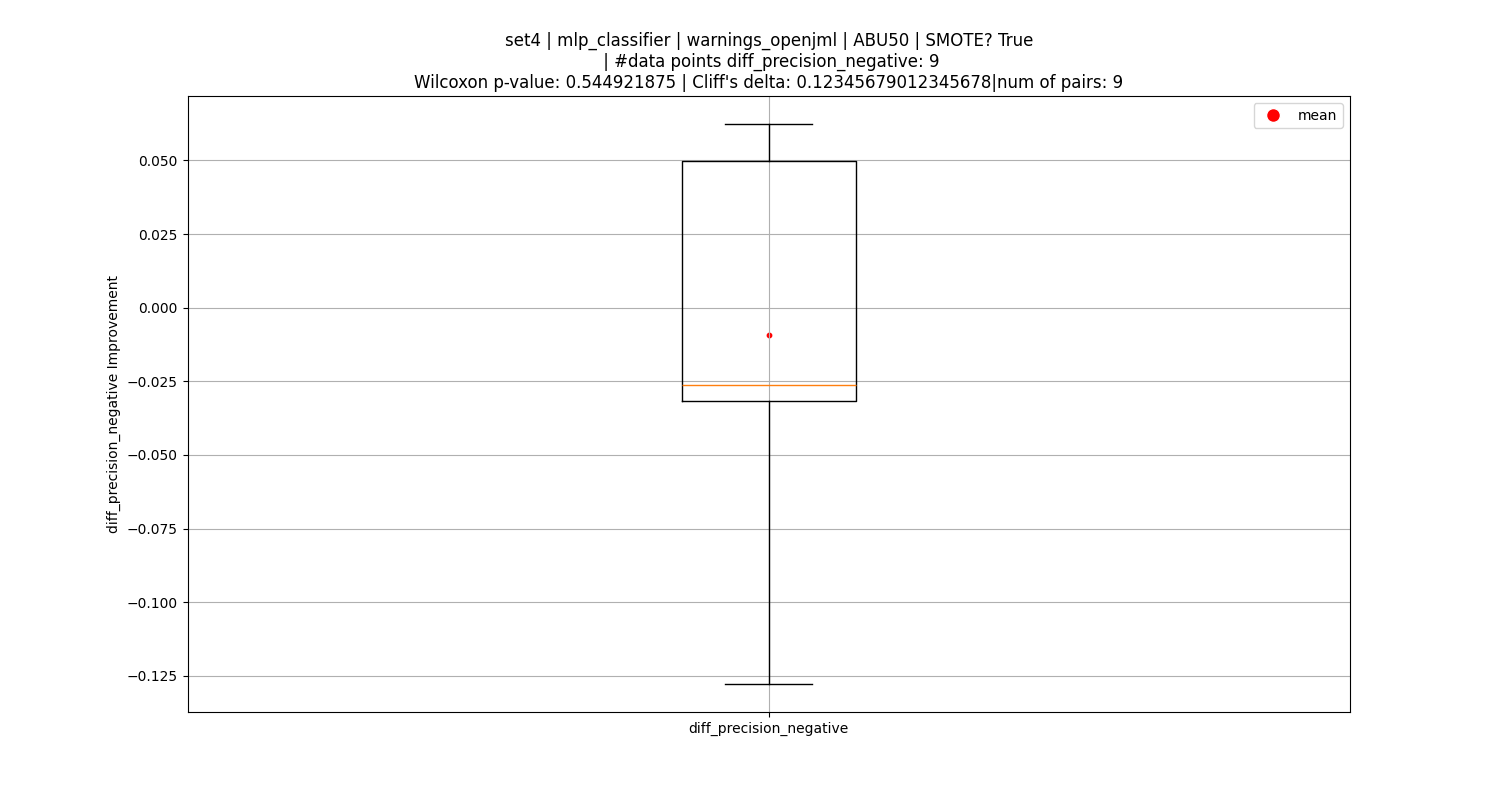 set4 | mlp_classifier | warnings_openjml | ABU50 | SMOTE? True
| #data points diff_precision_negative: 9
Wilcoxon p-value: 0.544921875 | Cliff's delta: 0.12345679012345678|num of pairs: 9
mean
0.050
0.025
0.000
−0.025
−0.050
−0.075
−0.100
−0.125
diff_precision_negative Improvement
diff_precision_negative